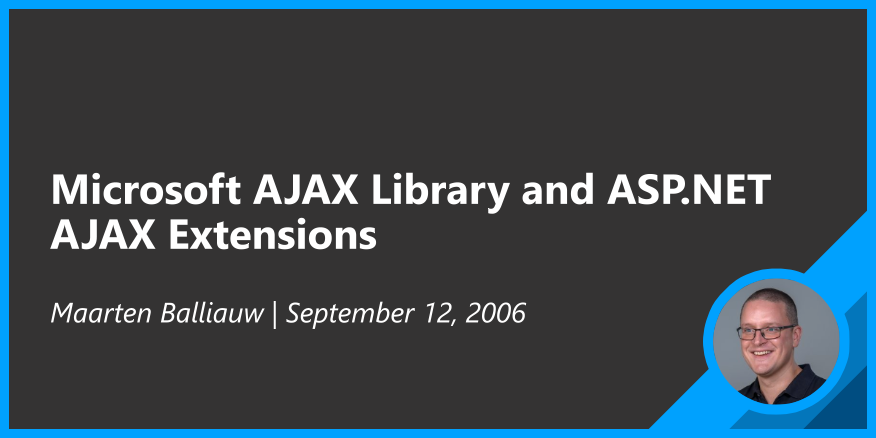 Microsoft AJAX Library and ASP.NET
AJAX Extensions
Maarten Balliauw | September 12, 2006